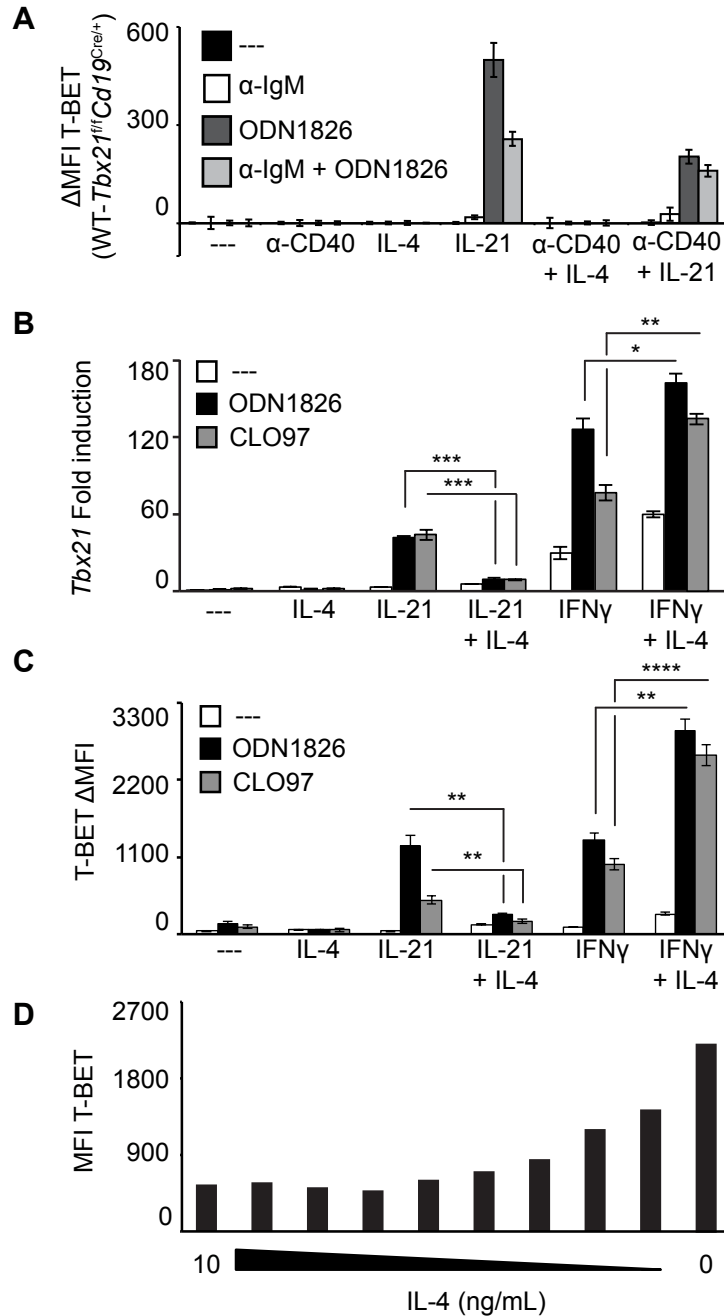 A
ΔMFI T-BET
(WT-Tbx21f/fCd19Cre/+)
600
300
0
---
α-IgM
ODN1826
α-IgM + ODN1826
--- α-CD40 IL-4 IL-21 α-CD40 α-CD40
+ IL-4 + IL-21
B
Tbx21 Fold induction
180
120
60
0
---
ODN1826
CLO97
*** *** * **
--- IL-4 IL-21 IL-21 IFNγ IFNγ
+ IL-4 + IL-4
C
T-BET ΔMFI
3300
2200
1100
0
---
ODN1826
CLO97
** ** ** ****
--- IL-4 IL-21 IL-21 IFNγ IFNγ
+ IL-4 + IL-4
D
MFI T-BET
2700
1800
900
0
10 0
IL-4 (ng/mL)